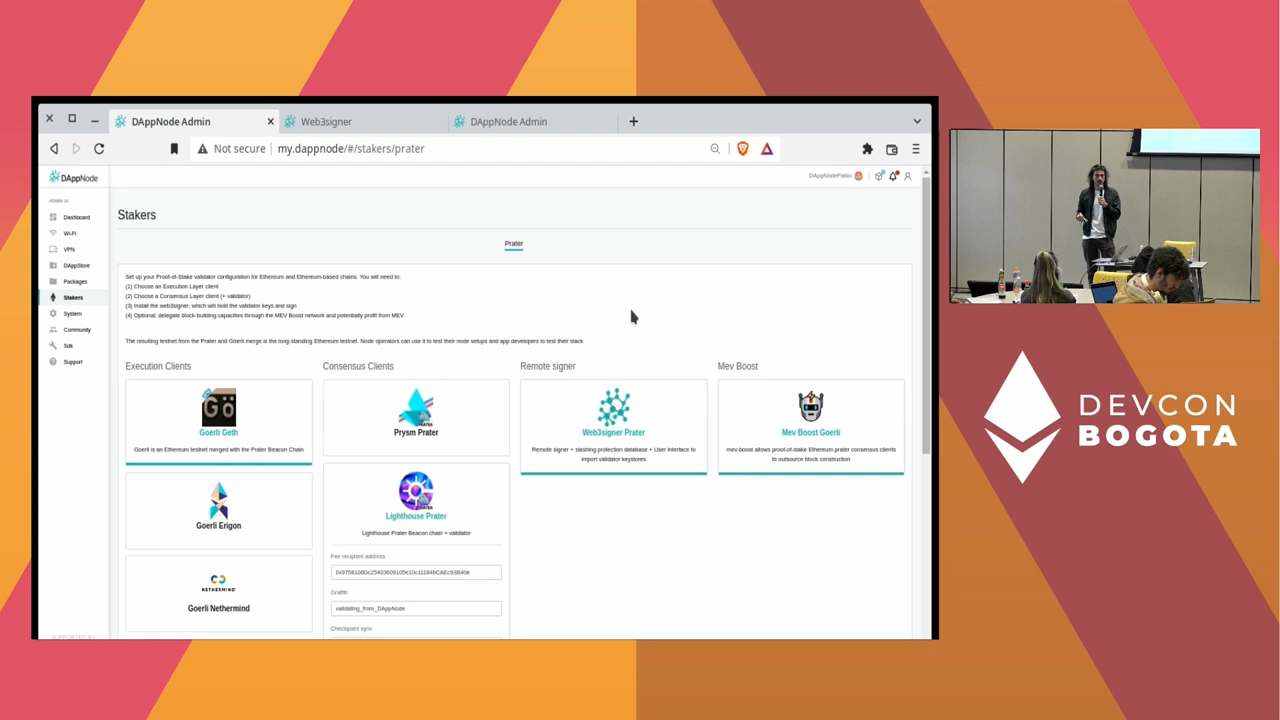 DAppNode Admin
Web3signer
DAppNode Admin
Not secure
my.dappnode/#/stakers/prater
DAppNode
DAppNodePablo
ADMIN UI
Dashboard
Wi-Fi
VPN
DAppStore
Packages
Stakers
System
Community
Sdk
Support
SUPPORTED BY
Stakers
Prater
Set up your Proof-of-Stake validator configuration for Ethereum and Ethereum-based chains. You will need to:
(1) Choose an Execution Layer client
(2) Choose a Consensus Layer client (+ validator)
(3) Install the web3signer, which will hold the validator keys and sign
(4) Optional: delegate block-building capacities through the MEV Boost network and potentially profit from MEV
The resulting testnet from the Prater and Göerli merge is the long-standing Ethereum testnet. Node operators can use it to test their node setups and app developers to test their stack
Execution Clients
Gö
Goerli Geth
Goerli is an Ethereum testnet merged with the Prater Beacon Chain
Goerli Erigon
NETHERMIND
Goerli Nethermind
Consensus Clients
PRATER
Prysm Prater
PRATER
Lighthouse Prater
Lighthouse Prater Beacon chain + validator
Fee recipient address
Graffiti
validating_from_DAppNode
Checkpoint sync
Remote signer
Web3signer Prater
Remote signer + slashing protection database + User interface to
import validator keystores
Mev Boost
Mev Boost Goerli
mev-boost allows proof-of-stake Ethereum prater consensus clients
to outsource block construction
DEVCON
BOGOTA